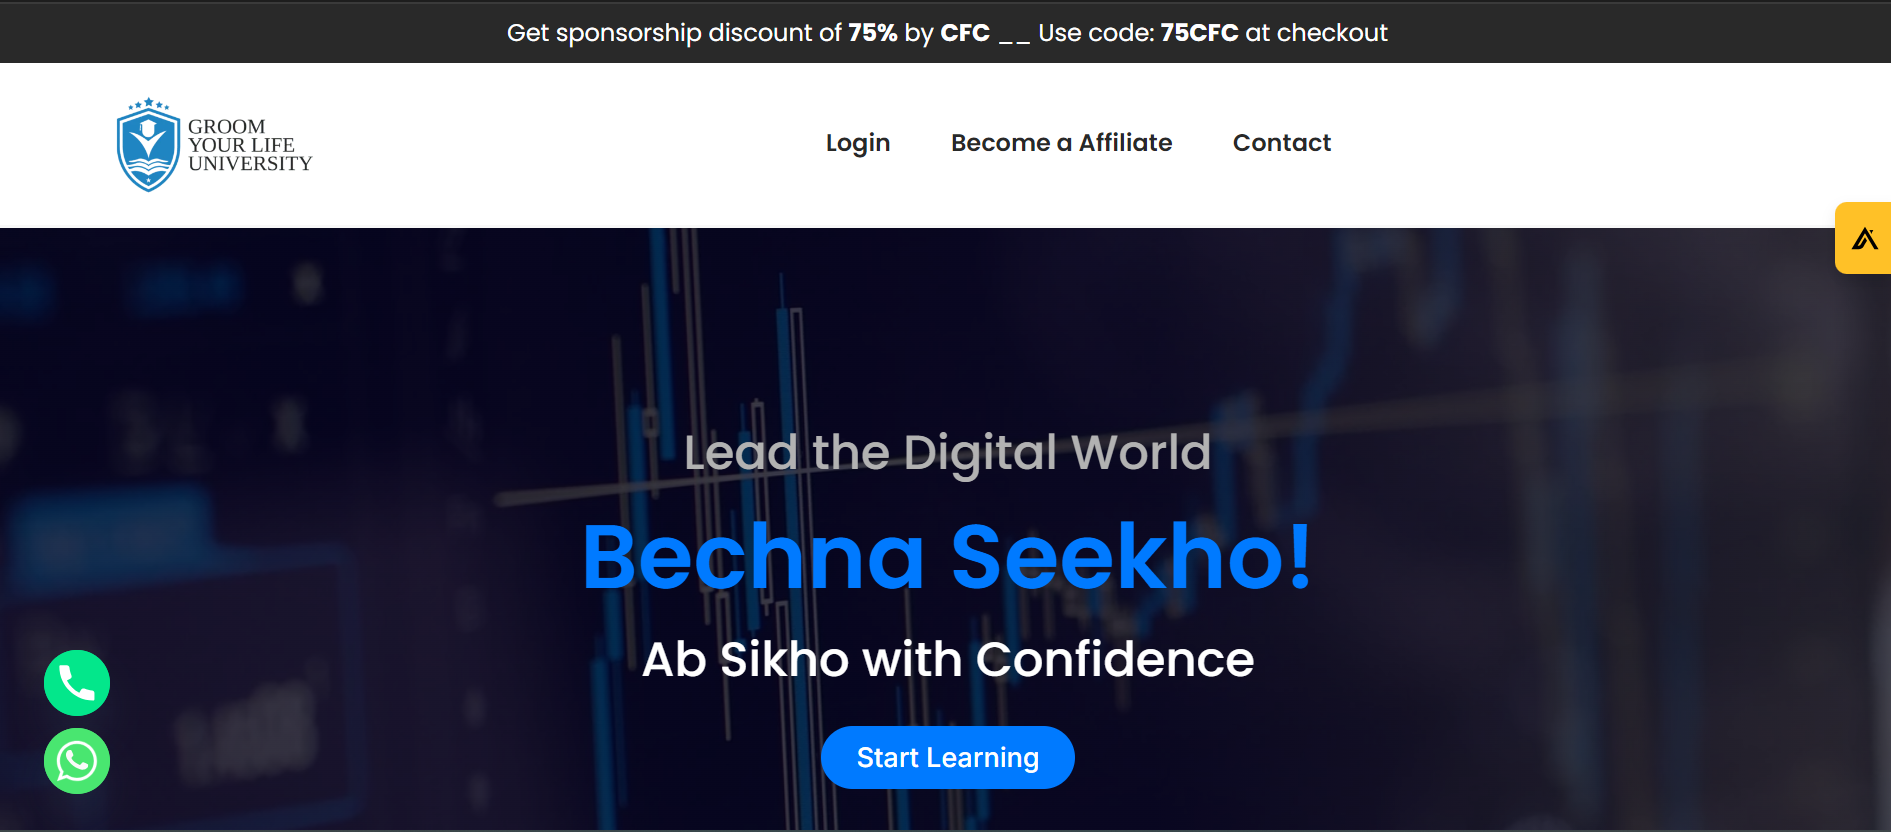 Get sponsorship discount of 75% by CFC __ Use code: 75CFC at checkout
GROOM
YOUR LIFE
UNIVERSITY
Login Become a Affiliate Contact
Lead the Digital World
Bechna Seekho!
Ab Sikho with Confidence
Start Learning